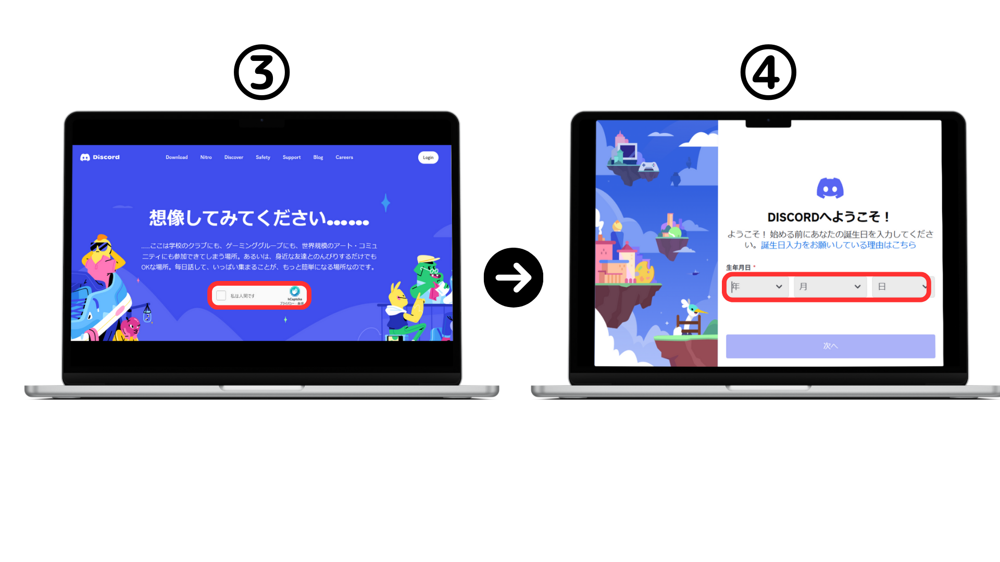 ③
Discord
Download Nitro Discover Safety Support Blog Careers
Login
想像してみてください……
……ここは学校のクラブにも、ゲーミンググループにも、世界規模のアート・コミュ
ニティにも参加できてしまう場所。あるいは、身近な友達とのんびりするだけでも
OKな場所。毎日話して、いっぱい集まることが、もっと簡単になる場所なのです。
私は人間です
hCaptcha
プライバシー - 条項
④
DISCORDへようこそ！
ようこそ！ 始める前にあなたの誕生日を入力してくださ
い。誕生日入力をお願いしている理由はこちら
生年月日 *
年 月 日
次へ